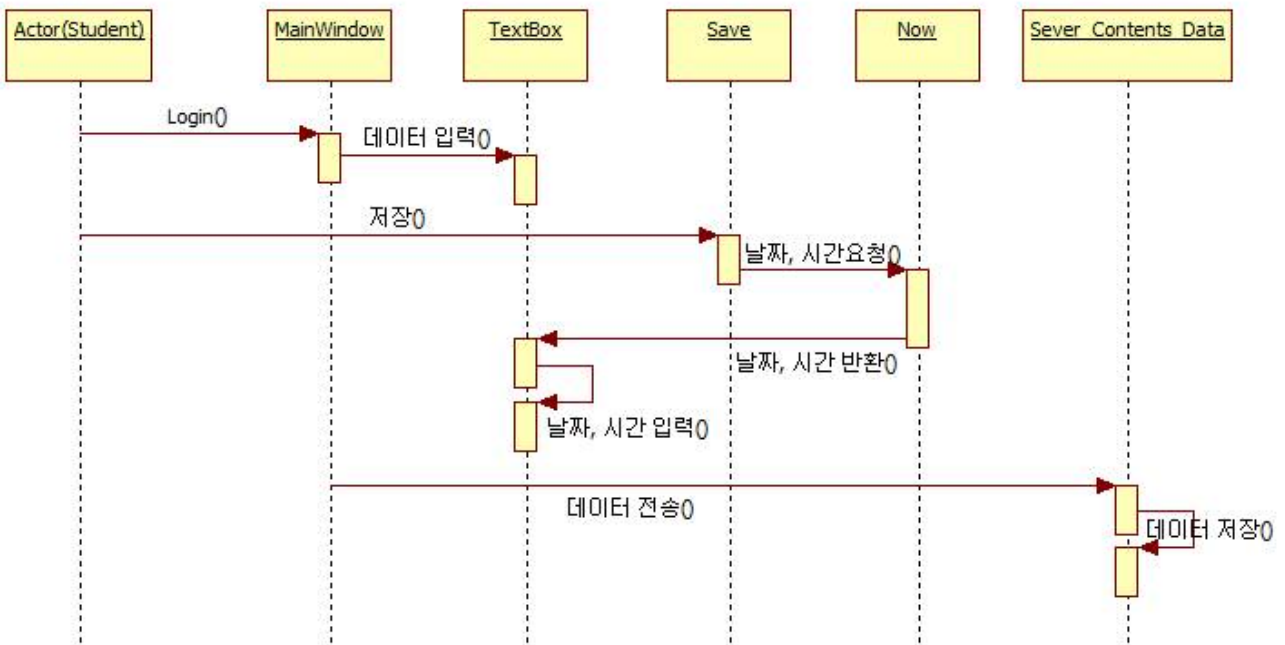 Actor(Student)
MainWindow
TextBox
Save
Now
Sever_Contents_Data
Login()
데이터 입력()
저장()
날짜, 시간요청()
날짜, 시간 반환()
날짜, 시간 입력()
데이터 전송()
데이터 저장()